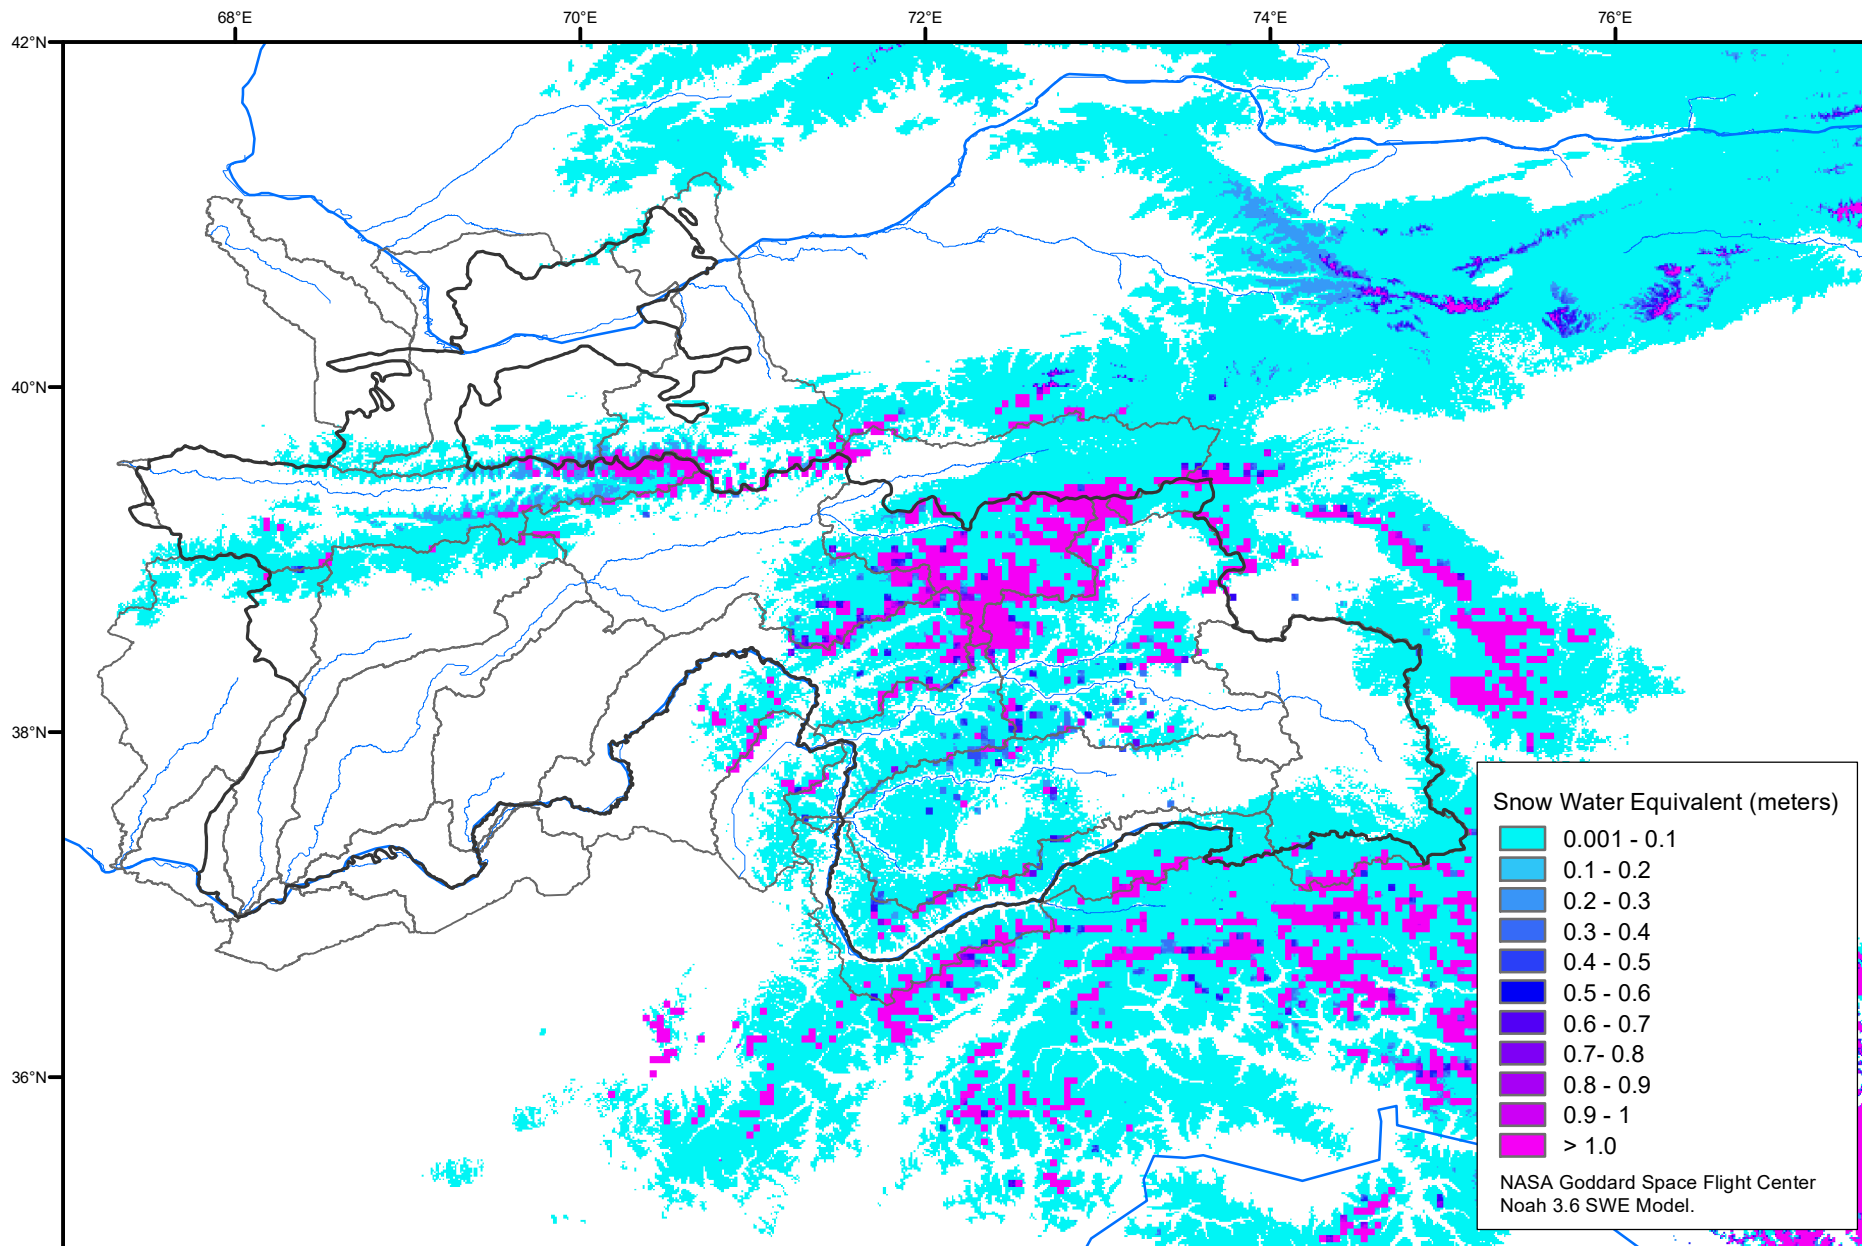 68°E
70°E
72°E
74°E
76°E
42°N
40°N
38°N
36°N
Snow Water Equivalent (meters)
0.001 - 0.1
0.1 - 0.2
0.2 - 0.3
0.3 - 0.4
0.4 - 0.5
0.5 - 0.6
0.6 - 0.7
0.7- 0.8
0.8 - 0.9
0.9 - 1
> 1.0
NASA Goddard Space Flight Center
Noah 3.6 SWE Model.